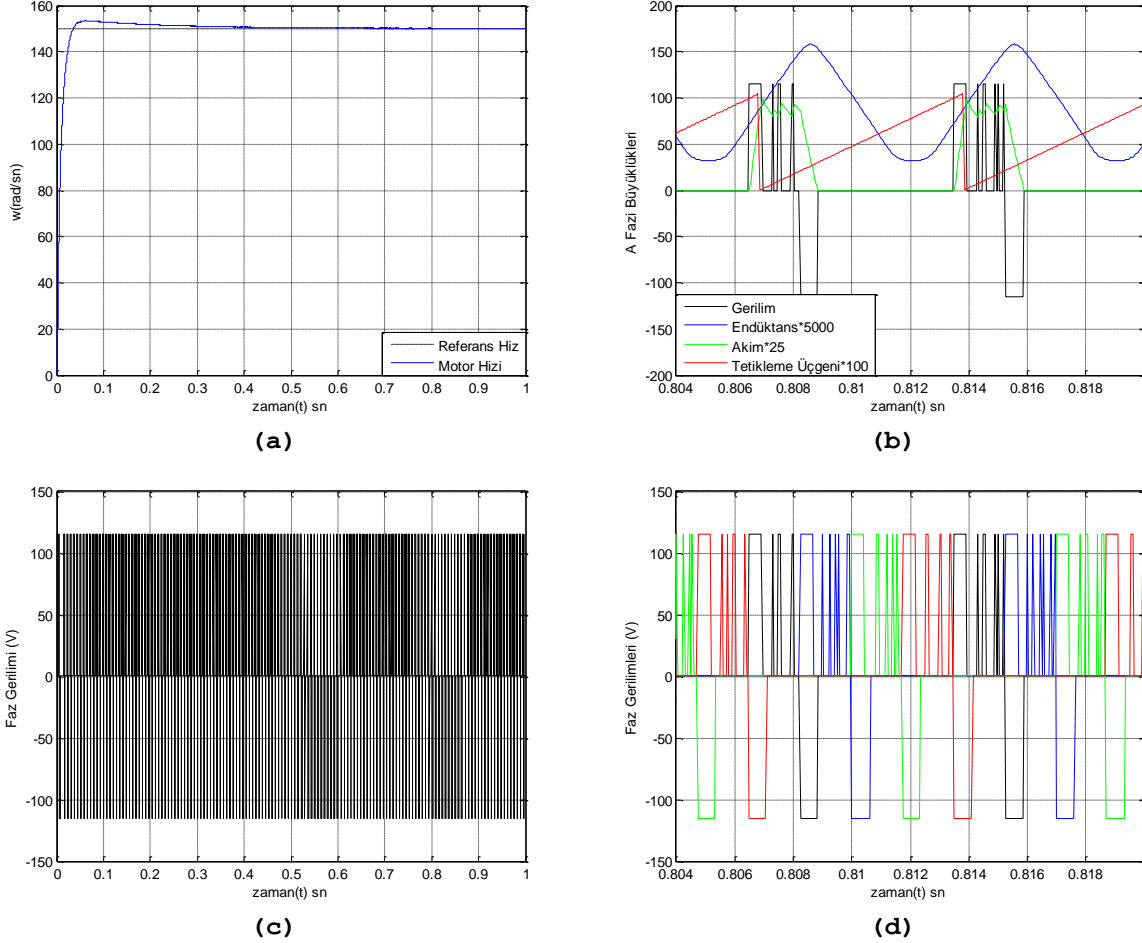 160
140
120
100
80
60
40
20
0
w(rad/sn)
0 0.1 0.2 0.3 0.4 0.5 0.6 0.7 0.8 0.9 1
zaman(t) sn
Referans Hiz
Motor Hizi
(a)
200
150
100
50
0
-50
-100
-150
-200
A Fazi Büyüklükleri
0.804 0.806 0.808 0.81 0.812 0.814 0.816 0.818
zaman(t) sn
Gerilim
Endüktans*5000
Akim*25
Tetikleme Üçgeni*100
(b)
150
100
50
0
-50
-100
-150
Faz Gerilimi (V)
0 0.1 0.2 0.3 0.4 0.5 0.6 0.7 0.8 0.9 1
zaman(t) sn
(c)
150
100
50
0
-50
-100
-150
Faz Gerilimleri (V)
0.804 0.806 0.808 0.81 0.812 0.814 0.816 0.818
zaman(t) sn
(d)